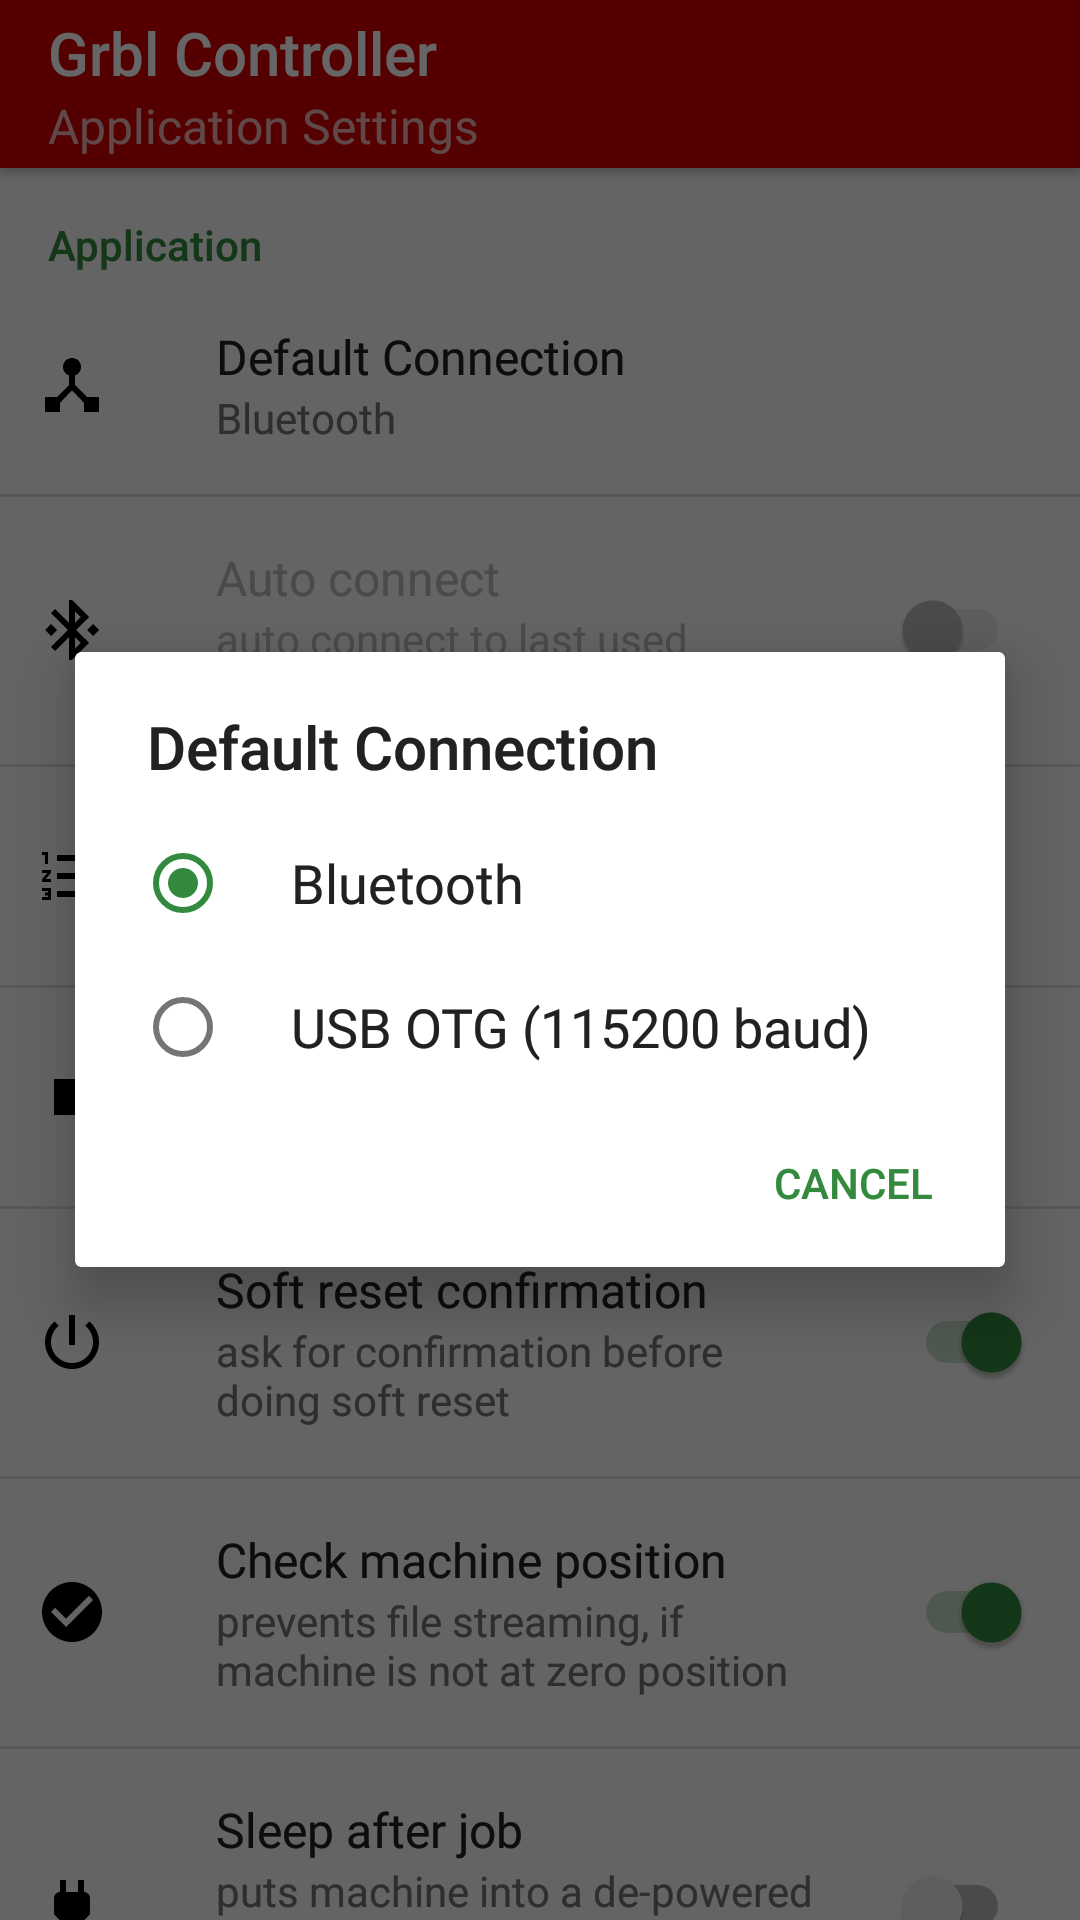 Grbl Controller
Application Settings
Application
Default Connection
Bluetooth
Auto connect
auto connect to last used
Default Connection
Bluetooth
USB OTG (115200 baud)
CANCEL
Soft reset confirmation
ask for confirmation before
doing soft reset
Check machine position
prevents file streaming, if
machine is not at zero position
Sleep after job
puts machine into a de-powered